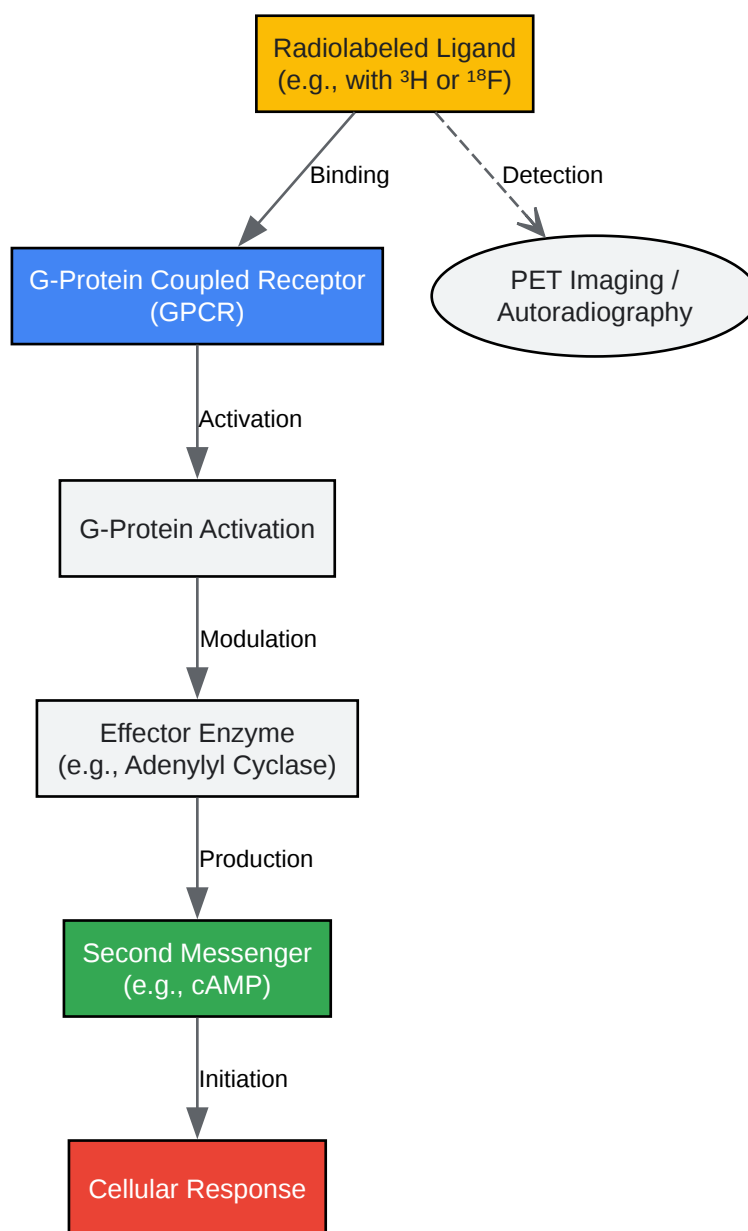 Radiolabeled Ligand
(e.g., with ³H or ¹⁸F)
Binding
Detection
G-Protein Coupled Receptor
(GPCR)
PET Imaging /
Autoradiography
Activation
G-Protein Activation
Modulation
Effector Enzyme
(e.g., Adenylyl Cyclase)
Production
Second Messenger
(e.g., cAMP)
Initiation
Cellular Response